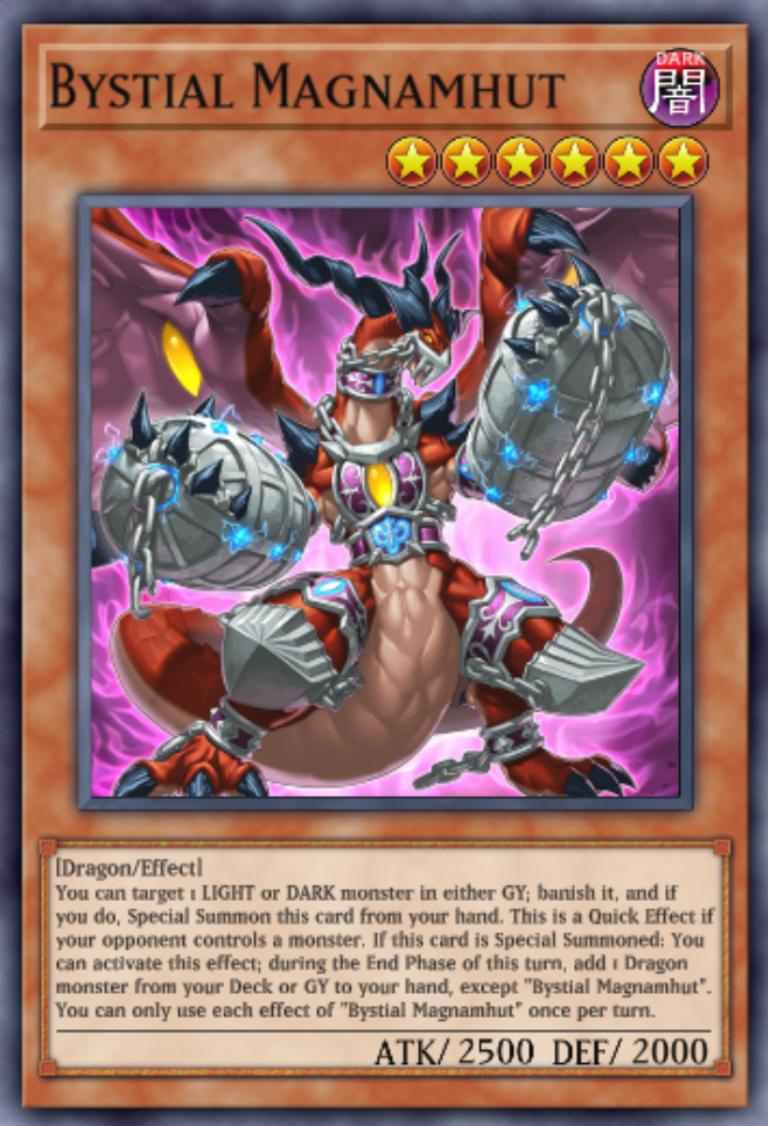 Bystial Magnamhut
DARK
闇
[Dragon/Effect]
You can target 1 LIGHT or DARK monster in either GY; banish it, and if
you do, Special Summon this card from your hand. This is a Quick Effect if
your opponent controls a monster. If this card is Special Summoned: You
can activate this effect; during the End Phase of this turn, add 1 Dragon
monster from your Deck or GY to your hand, except "Bystial Magnamhut".
You can only use each effect of "Bystial Magnamhut" once per turn.
ATK/ 2500 DEF/ 2000